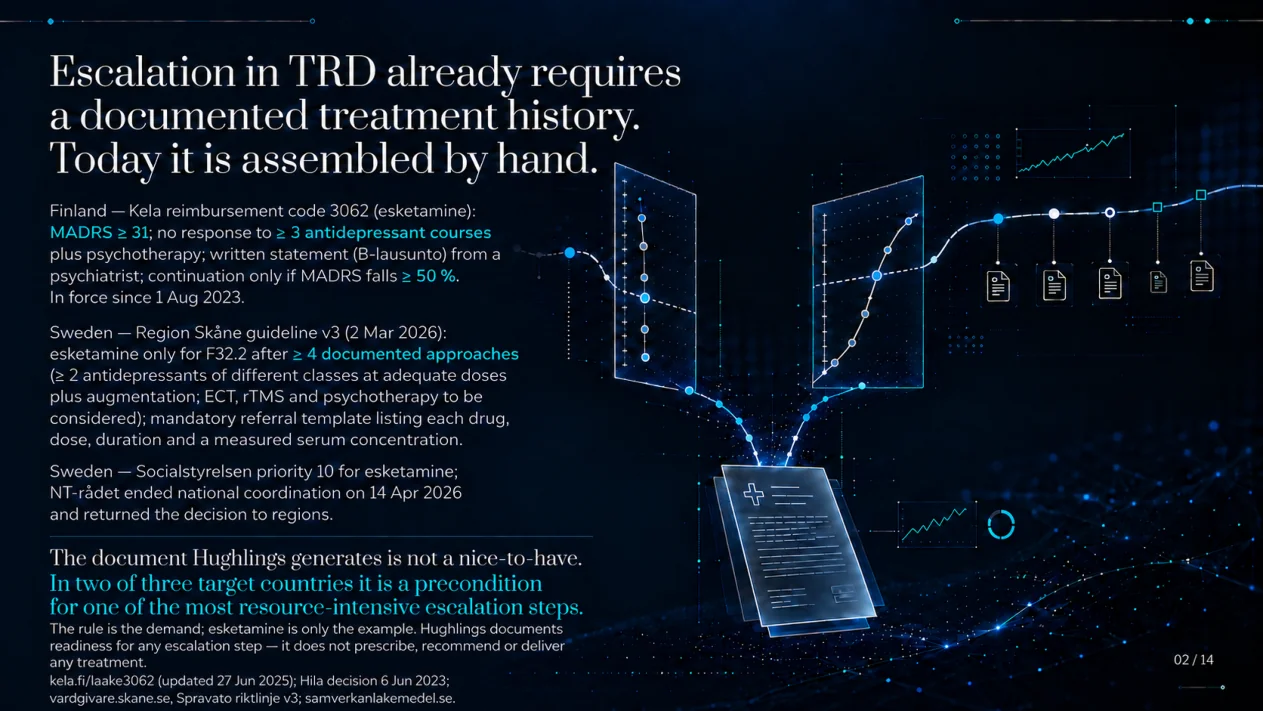 Escalation in TRD already requires
a documented treatment history.
Today it is assembled by hand.
Finland — Kela reimbursement code 3062 (esketamine):
MADRS ≥ 31; no response to ≥ 3 antidepressant courses
plus psychotherapy; written statement (B-lausunto) from a
psychiatrist; continuation only if MADRS falls ≥ 50 %.
In force since 1 Aug 2023.
Sweden — Region Skåne guideline v3 (2 Mar 2026):
esketamine only for F32.2 after ≥ 4 documented approaches
(≥ 2 antidepressants of different classes at adequate doses
plus augmentation; ECT, rTMS and psychotherapy to be
considered); mandatory referral template listing each drug,
dose, duration and a measured serum concentration.
Sweden — Socialstyrelsen priority 10 for esketamine;
NT-rådet ended national coordination on 14 Apr 2026
and returned the decision to regions.
The document Hughlings generates is not a nice-to-have.
In two of three target countries it is a precondition
for one of the most resource-intensive escalation steps.
The rule is the demand; esketamine is only the example. Hughlings documents
readiness for any escalation step — it does not prescribe, recommend or deliver
any treatment.
kela.fi/laake3062 (updated 27 Jun 2025); Hila decision 6 Jun 2023;
vardgivare.skane.se, Spravato riktlinje v3; samverkanlakemedel.se.
02 / 14